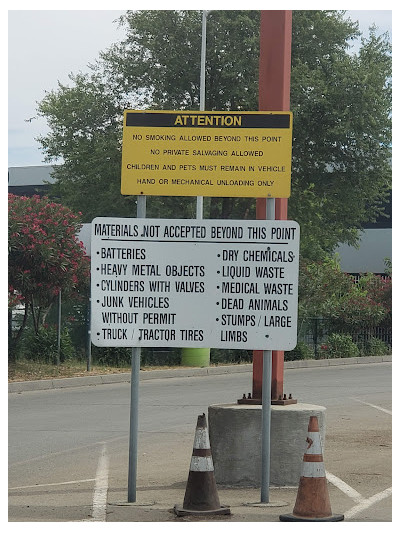 ATTENTION
NO SMOKING ALLOWED BEYOND THIS POINT
NO PRIVATE SALVAGING ALLOWED
CHILDREN AND PETS MUST REMAIN IN VEHICLE
HAND OR MECHANICAL UNLOADING ONLY
MATERIALS NOT ACCEPTED BEYOND THIS POINT
•BATTERIES
•HEAVY METAL OBJECTS
•CYLINDERS WITH VALVES
•JUNK VEHICLES
WITHOUT PERMIT
•TRUCK / TRACTOR TIRES
•DRY CHEMICALS
•LIQUID WASTE
•MEDICAL WASTE
•DEAD ANIMALS
•STUMPS / LARGE
LIMBS